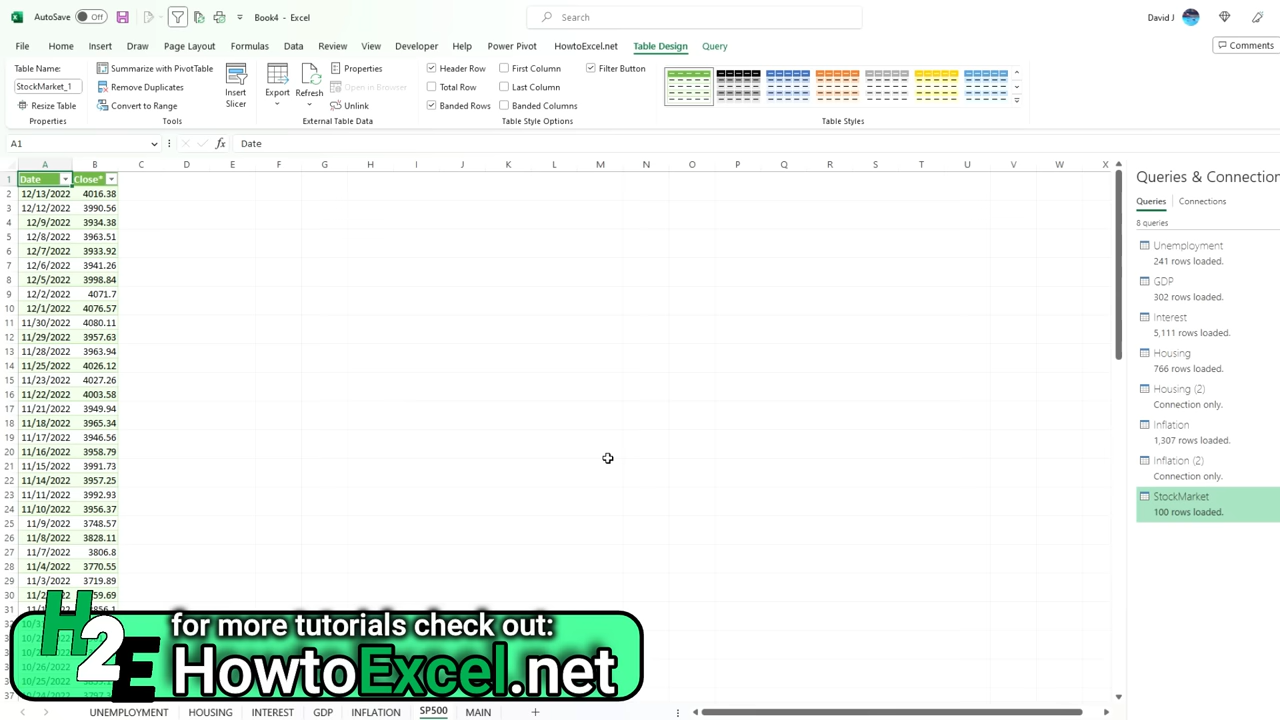 AutoSave Off Book4 - Excel Search David J
File Home Insert Draw Page Layout Formulas Data Review View Developer Help Power Pivot HowtoExcel.net Table Design Query Comments
Table Name: Summarize with PivotTable Properties Header Row First Column Filter Button
StockMarket_1 Remove Duplicates Insert Slicer Export Refresh Open in Browser Total Row Last Column
Resize Table Convert to Range Unlink Banded Rows Banded Columns
Properties Tools External Table Data Table Style Options Table Styles
A1 fx Date
A B C D E F G H I J K L M N O P Q R S T U V W X
1 Date Close*
2 12/13/2022 4016.38
3 12/12/2022 3990.56
4 12/9/2022 3934.38
5 12/8/2022 3963.51
6 12/7/2022 3933.92
7 12/6/2022 3941.26
8 12/5/2022 3998.84
9 12/2/2022 4071.7
10 12/1/2022 4076.57
11 11/30/2022 4080.11
12 11/29/2022 3957.63
13 11/28/2022 3963.94
14 11/25/2022 4026.12
15 11/23/2022 4027.26
16 11/22/2022 4003.58
17 11/21/2022 3949.94
18 11/18/2022 3965.34
19 11/17/2022 3946.56
20 11/16/2022 3958.79
21 11/15/2022 3991.73
22 11/14/2022 3957.25
23 11/11/2022 3992.93
24 11/10/2022 3956.37
25 11/9/2022 3748.57
26 11/8/2022 3828.11
27 11/7/2022 3806.8
28 11/4/2022 3770.55
29 11/3/2022 3719.89
30
31
37
Queries & Connection
Queries Connections
8 queries
Unemployment
241 rows loaded.
GDP
302 rows loaded.
Interest
5,111 rows loaded.
Housing
766 rows loaded.
Housing (2)
Connection only.
Inflation
1,307 rows loaded.
Inflation (2)
Connection only.
StockMarket
100 rows loaded.
H2E
for more tutorials check out:
HowtoExcel.net
UNEMPLOYMENT HOUSING INTEREST GDP INFLATION SP500 MAIN